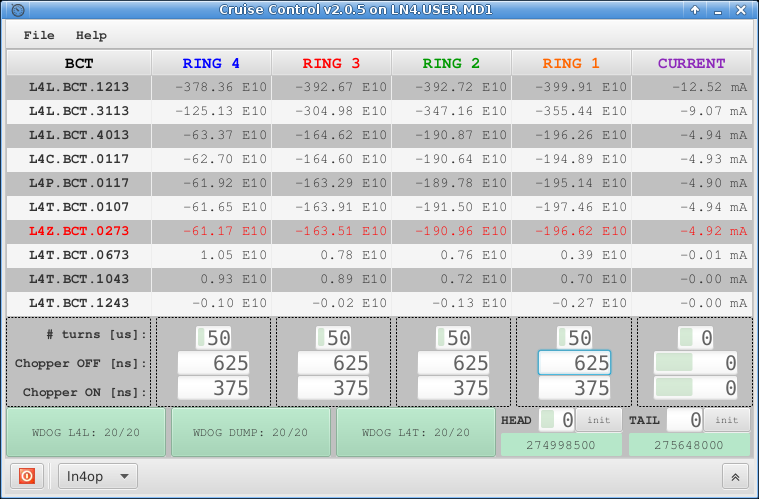 Cruise Control v2.0.5 on LN4.USER.MD1
File Help
BCT RING 4 RING 3 RING 2 RING 1 CURRENT
L4L.BCT.1213 -378.36 E10 -392.67 E10 -392.72 E10 -399.91 E10 -12.52 mA
L4L.BCT.3113 -125.13 E10 -304.98 E10 -347.16 E10 -355.44 E10 -9.07 mA
L4L.BCT.4013 -63.37 E10 -164.62 E10 -190.87 E10 -196.26 E10 -4.94 mA
L4C.BCT.0117 -62.70 E10 -164.60 E10 -190.64 E10 -194.89 E10 -4.93 mA
L4P.BCT.0117 -61.92 E10 -163.29 E10 -189.78 E10 -195.14 E10 -4.90 mA
L4T.BCT.0107 -61.65 E10 -163.91 E10 -191.50 E10 -197.46 E10 -4.94 mA
L4Z.BCT.0273 -61.17 E10 -163.51 E10 -190.96 E10 -196.62 E10 -4.92 mA
L4T.BCT.0673 1.05 E10 0.78 E10 0.76 E10 0.39 E10 -0.01 mA
L4T.BCT.1043 0.93 E10 0.89 E10 0.72 E10 0.70 E10 -0.00 mA
L4T.BCT.1243 -0.10 E10 -0.02 E10 -0.13 E10 -0.27 E10 -0.00 mA
# turns [us]: 50 50 50 50 0
Chopper OFF [ns]: 625 625 625 625 0
Chopper ON [ns]: 375 375 375 375 0
WDOG L4L: 20/20 WDOG DUMP: 20/20 WDOG L4T: 20/20
HEAD 0 init TAIL 0 init
274998500 275648000
ln4op